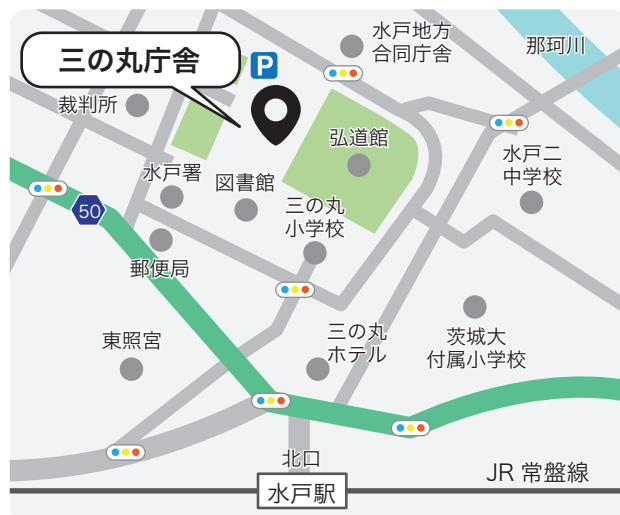 水戸地方
合同庁舎
那珂川
三の丸庁舎
P
裁判所
弘道館
水戸二
中学校
水戸署
図書館
三の丸
小学校
50
郵便局
東照宮
三の丸
ホテル
茨城大
付属小学校
北口
JR 常盤線
水戸駅